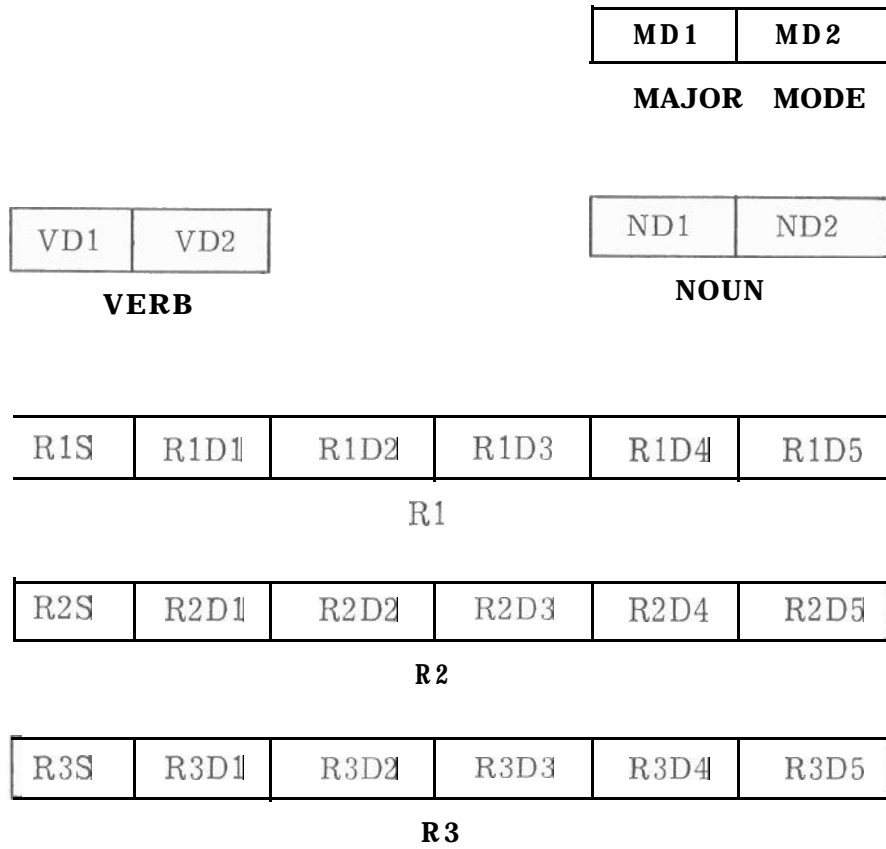 MD1 MD2
MAJOR MODE
VD1 VD2 ND1 ND2
VERB NOUN
R1S R1D1 R1D2 R1D3 R1D4 R1D5
R1
R2S R2D1 R2D2 R2D3 R2D4 R2D5
R2
R3S R3D1 R3D2 R3D3 R3D4 R3D5
R3